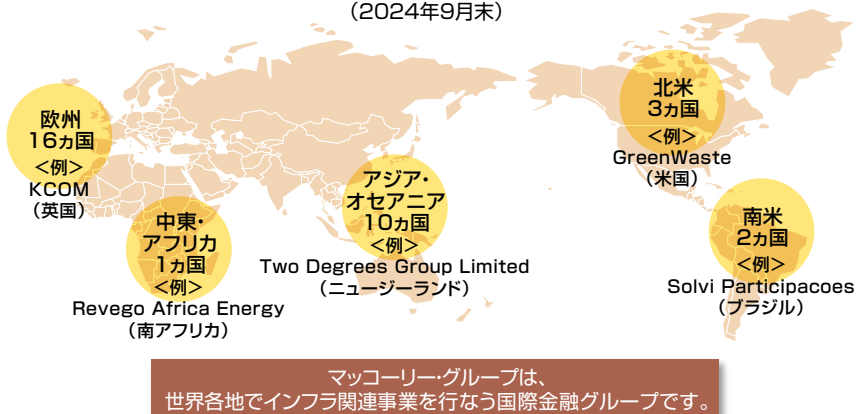 （2024年9月末）
欧州
16ヵ国
<例>
KCOM
（英国）
中東・
アフリカ
1ヵ国
<例>
Revego Africa Energy
（南アフリカ）
アジア・
オセアニア
10ヵ国
<例>
Two Degrees Group Limited
（ニュージーランド）
北米
3ヵ国
<例>
GreenWaste
（米国）
南米
2ヵ国
<例>
Solvi Participacoes
（ブラジル）
マッコーリー・グループは、
世界各地でインフラ関連事業を行なう国際金融グループです。